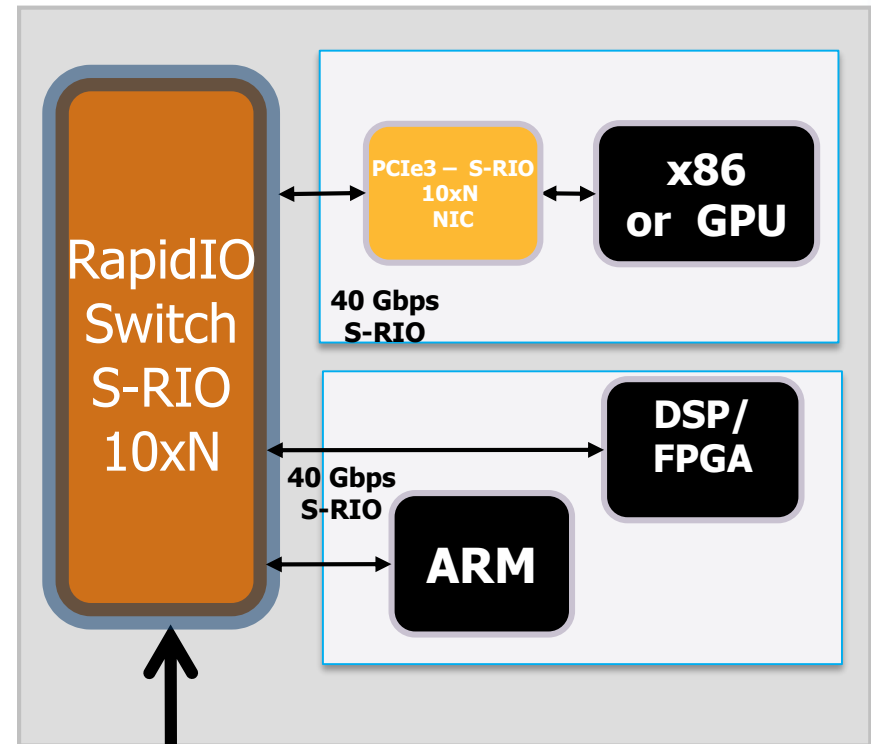 RapidIO
Switch
S-RIO
10xN
PCIe3 – S-RIO
10xN
NIC
x86
or GPU
40 Gbps
S-RIO
DSP/
FPGA
40 Gbps
S-RIO
ARM